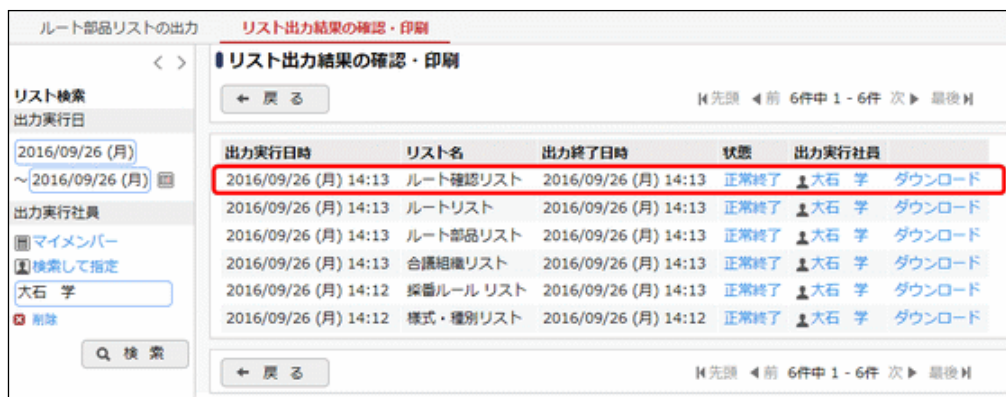 ルート部品リストの出力 リスト出力結果の確認・印刷
< >
リスト検索
出力実行日
2016/09/26 (月)
～2016/09/26 (月)
出力実行社員
マイメンバー
検索して指定
大石　学
削除
検 索
リスト出力結果の確認・印刷
戻 る
先頭 前 6件中 1 - 6件 次 最後
出力実行日時 リスト名 出力終了日時 状態 出力実行社員
2016/09/26 (月) 14:13 ルート確認リスト 2016/09/26 (月) 14:13 正常終了 大石　学 ダウンロード
2016/09/26 (月) 14:13 ルートリスト 2016/09/26 (月) 14:13 正常終了 大石　学 ダウンロード
2016/09/26 (月) 14:13 ルート部品リスト 2016/09/26 (月) 14:13 正常終了 大石　学 ダウンロード
2016/09/26 (月) 14:13 合議組織リスト 2016/09/26 (月) 14:13 正常終了 大石　学 ダウンロード
2016/09/26 (月) 14:12 採番ルール リスト 2016/09/26 (月) 14:13 正常終了 大石　学 ダウンロード
2016/09/26 (月) 14:12 様式・種別リスト 2016/09/26 (月) 14:12 正常終了 大石　学 ダウンロード
戻 る
先頭 前 6件中 1 - 6件 次 最後